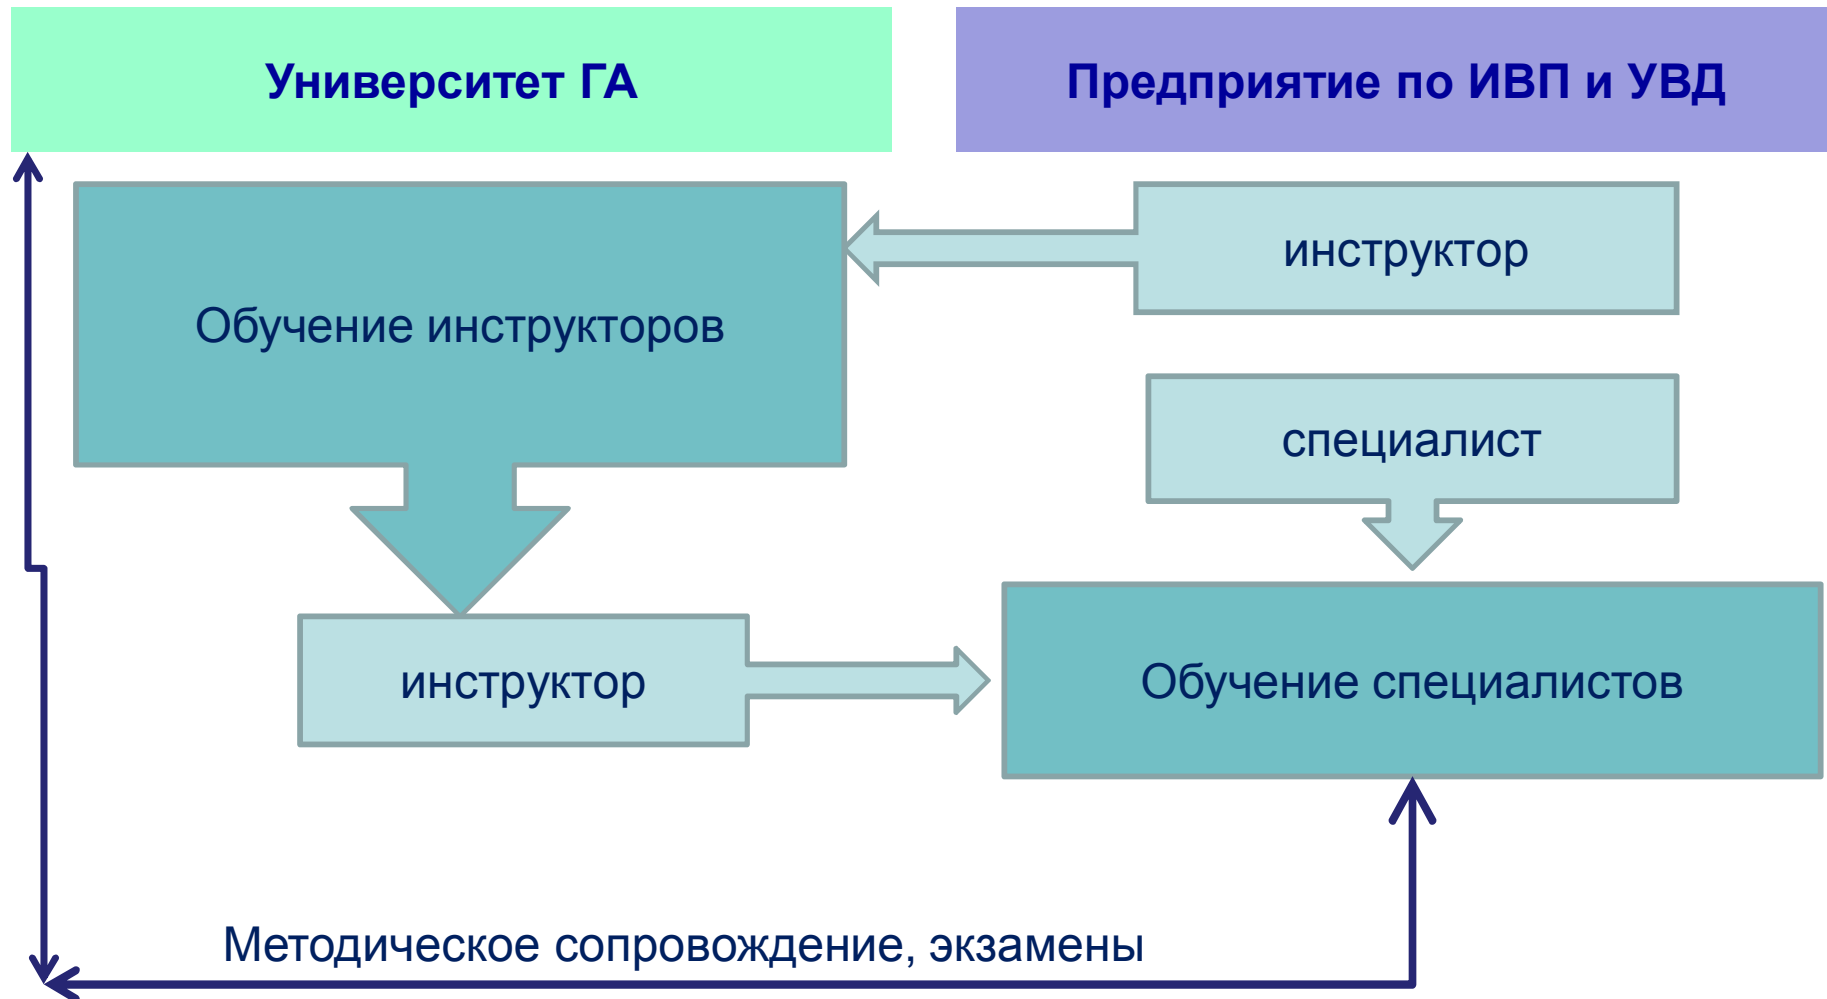 Университет ГА
Предприятие по ИВП и УВД
инструктор
Обучение инструкторов
специалист
инструктор
Обучение специалистов
Методическое сопровождение, экзамены